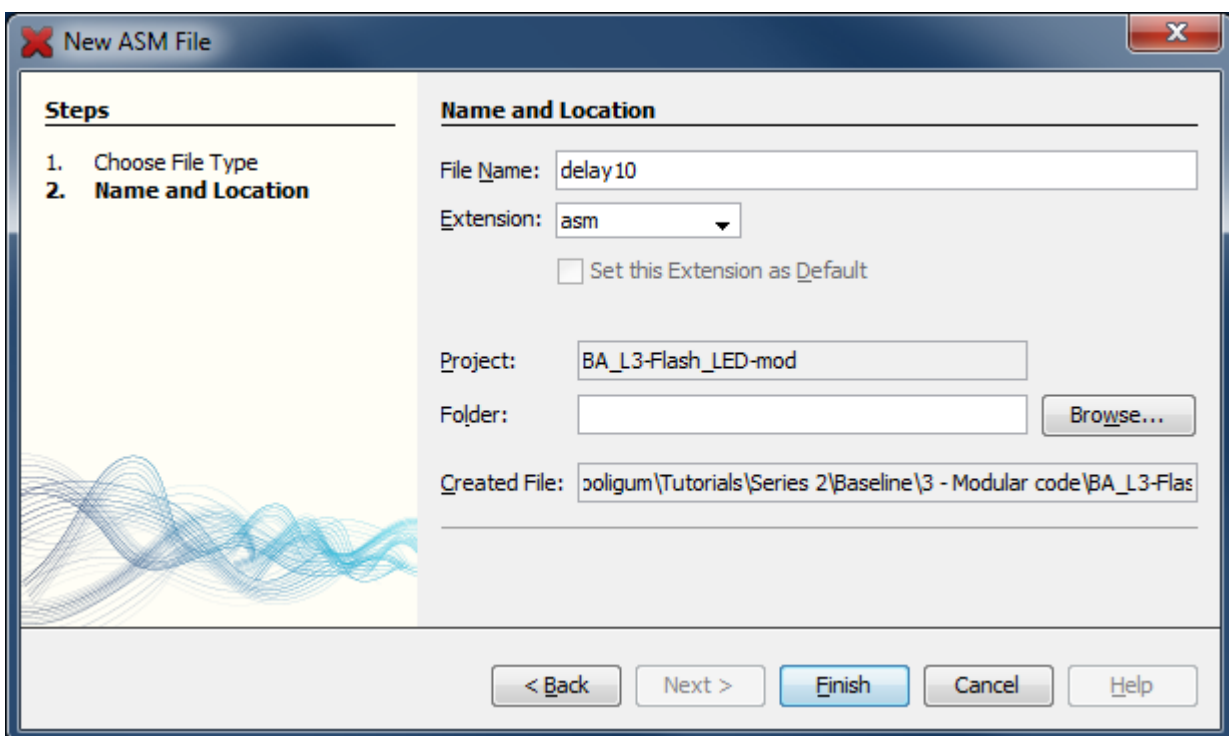 New ASM File
Steps
1. Choose File Type
2. Name and Location
Name and Location
File Name: delay10
Extension: asm
Set this Extension as Default
Project: BA_L3-Flash_LED-mod
Folder:
Browse...
Created File: ooligum\Tutorials\Series 2\Baseline\3 - Modular code\BA_L3-Flas
< Back Next > Finish Cancel Help